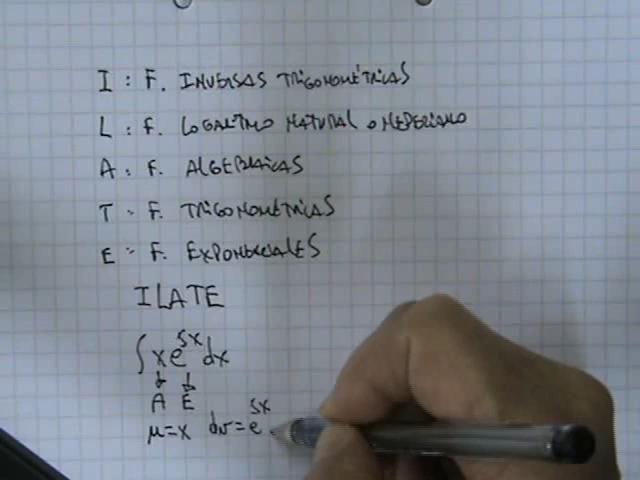 I : F. INVERSAS TRIGONOMÉTRICAS
L : F. LOGARITMO NATURAL O NEPERIANO
A : F. ALGEBRAICAS
T : F. TRIGONOMÉTRICAS
E : F. EXPONENCIALES
ILATE
∫xe^5x dx
↓ ↓
A E
μ=x dv=e^5x